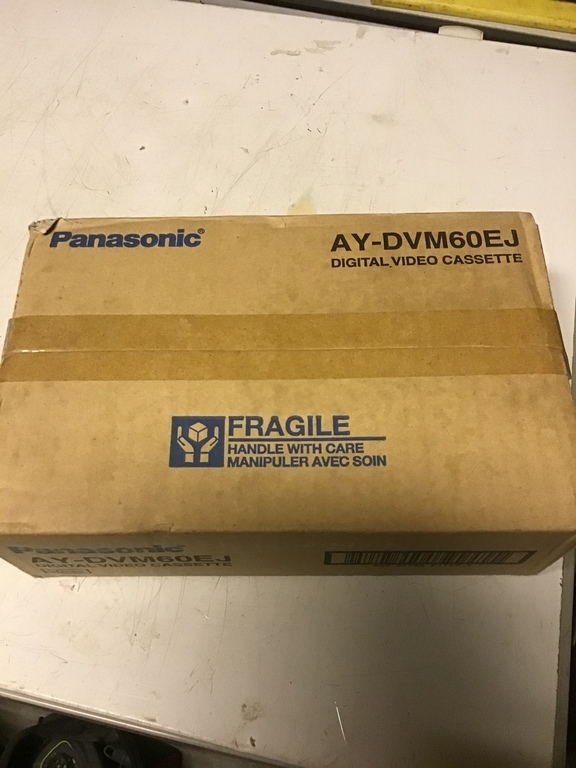 Panasonic®
AY-DVM60EJ
DIGITAL VIDEO CASSETTE
FRAGILE
HANDLE WITH CARE
MANIPULER AVEC SOIN
Panasonic
AY-DVM60EJ
DIGITAL VIDEO CASSETTE